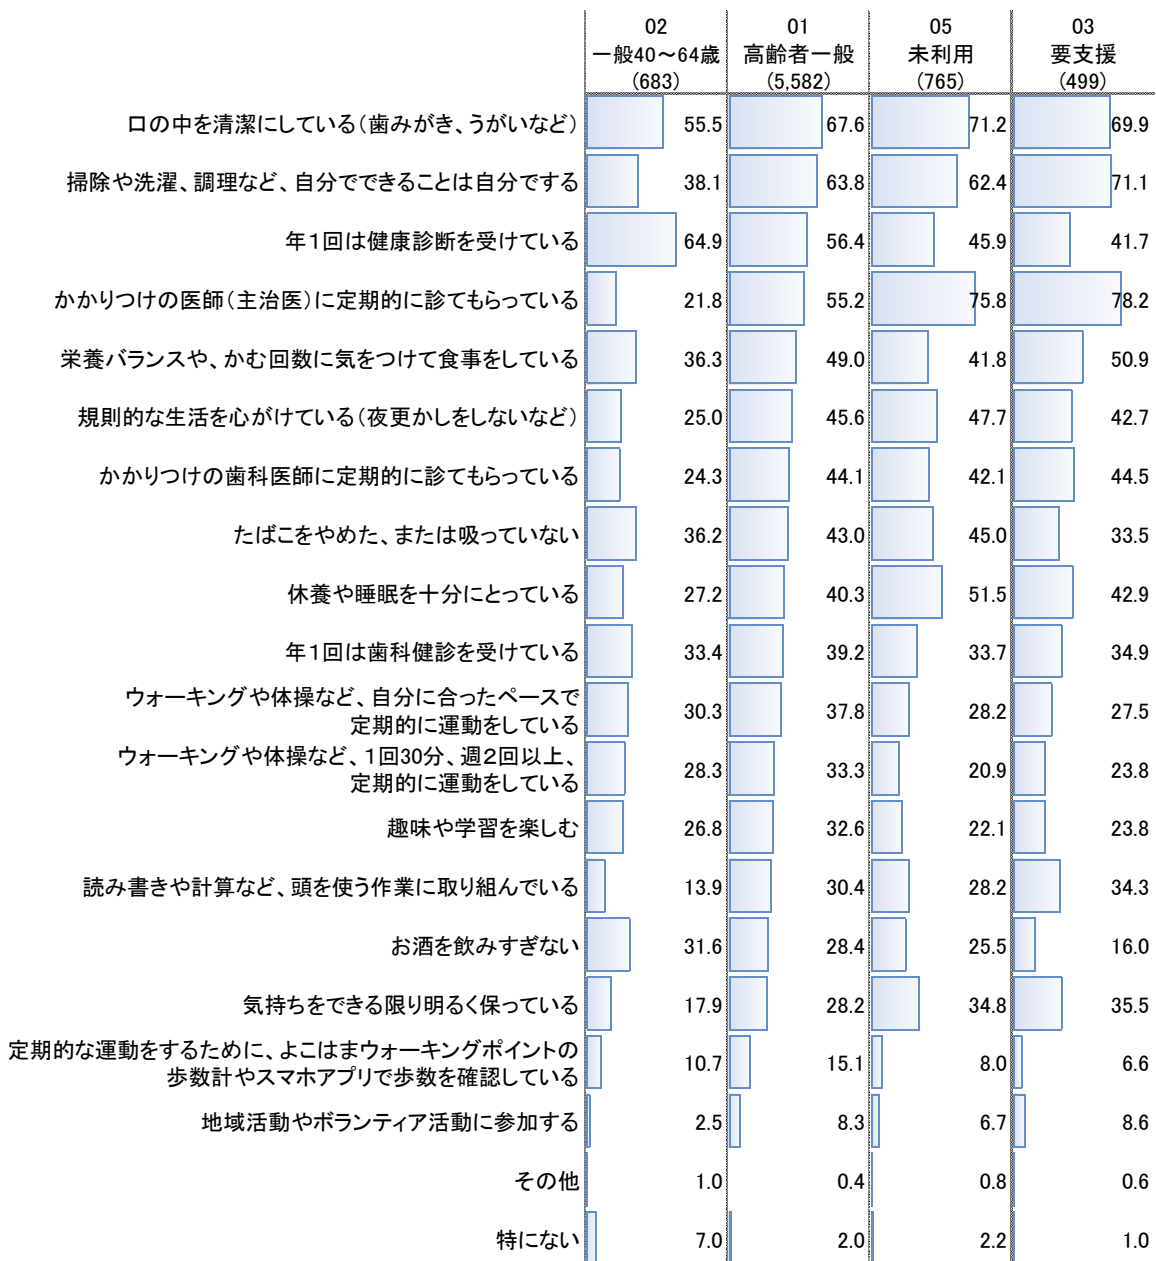 02 01 05 03
一般40～64歳 高齢者一般 未利用 要支援
(683) (5,582) (765) (499)
口の中を清潔にしている（歯みがき、うがいなど） 55.5 67.6 71.2 69.9
掃除や洗濯、調理など、自分でできることは自分でする 38.1 63.8 62.4 71.1
年１回は健康診断を受けている 64.9 56.4 45.9 41.7
かかりつけの医師（主治医）に定期的に診てもらっている 21.8 55.2 75.8 78.2
栄養バランスや、かむ回数に気をつけて食事をしている 36.3 49.0 41.8 50.9
規則的な生活を心がけている（夜更かしをしないなど） 25.0 45.6 47.7 42.7
かかりつけの歯科医師に定期的に診てもらっている 24.3 44.1 42.1 44.5
たばこをやめた、または吸っていない 36.2 43.0 45.0 33.5
休養や睡眠を十分にとっている 27.2 40.3 51.5 42.9
年１回は歯科健診を受けている 33.4 39.2 33.7 34.9
ウォーキングや体操など、自分に合ったペースで
定期的に運動をしている 30.3 37.8 28.2 27.5
ウォーキングや体操など、１回30分、週２回以上、
定期的に運動をしている 28.3 33.3 20.9 23.8
趣味や学習を楽しむ 26.8 32.6 22.1 23.8
読み書きや計算など、頭を使う作業に取り組んでいる 13.9 30.4 28.2 34.3
お酒を飲みすぎない 31.6 28.4 25.5 16.0
気持ちをできる限り明るく保っている 17.9 28.2 34.8 35.5
定期的な運動をするために、よこはまウォーキングポイントの
歩数計やスマホアプリで歩数を確認している 10.7 15.1 8.0 6.6
地域活動やボランティア活動に参加する 2.5 8.3 6.7 8.6
その他 1.0 0.4 0.8 0.6
特にない 7.0 2.0 2.2 1.0